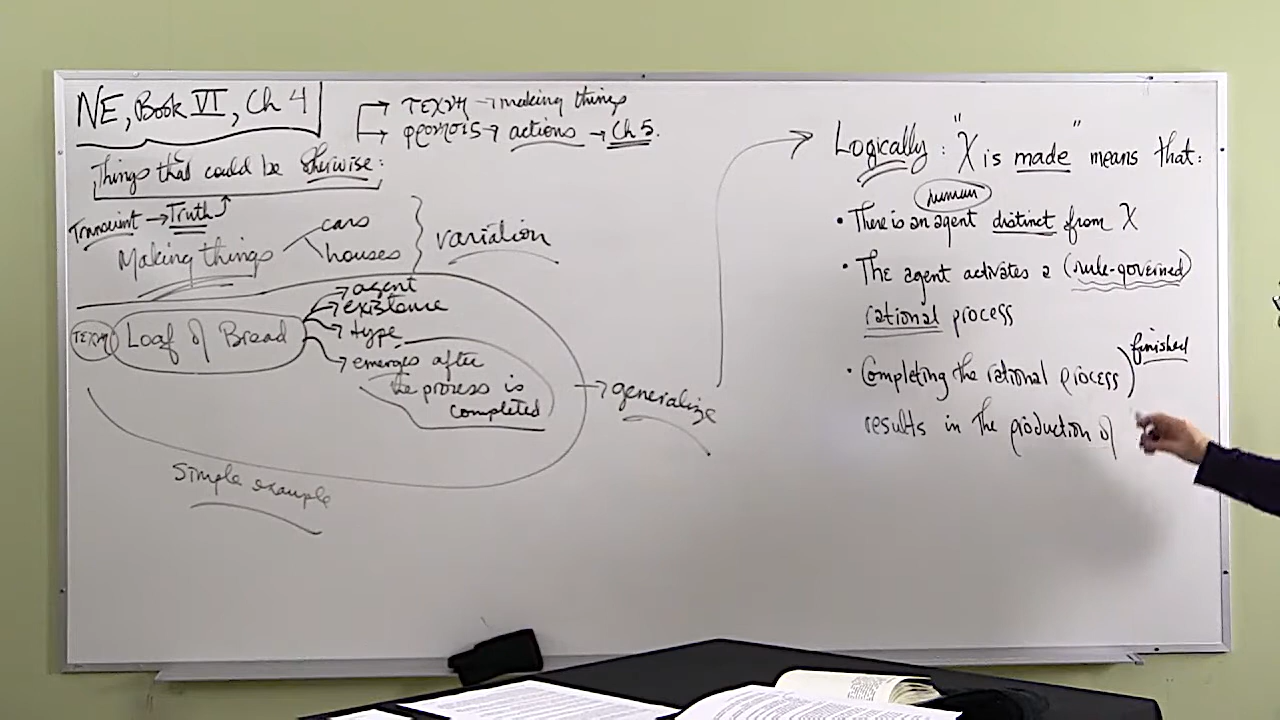 NE, Book VI, Ch 4
τεχνη → making things
φρονησις → actions → Ch 5.
Things that could be otherwise:
Transient → Truth
Making things
cars
houses
variation
τεχνη
Loaf of Bread
agent
existence
type
emerges after
the process is
completed
generalize
Simple example
Logically: "X is made" means that:
human
• There is an agent distinct from X
• The agent activates a (rule-governed)
rational process
• Completing the rational process
finished
results in the production of